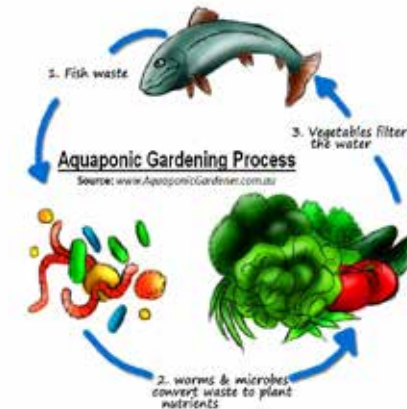 1. Fish waste
3. Vegetables filter
the water
Aquaponic Gardening Process
Source: www.AquaponicGardener.com.au
2. worms & microbes
convert waste to plant
nutrients